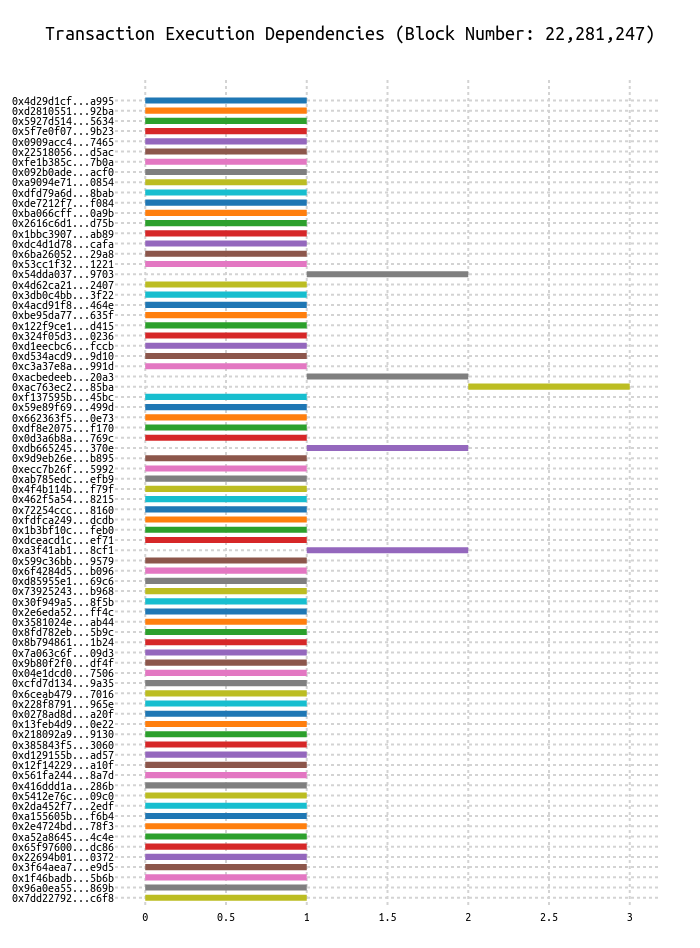 Transaction Execution Dependencies (Block Number: 22,281,247)
0x4d29d1cf...a995
0xd2810551...92ba
0x5927d514...5634
0x5f7e0f07...9b23
0x0909acc4...7465
0x22518056...d5ac
0xfe1b385c...7b0a
0x092b0ade...acf0
0xa9094e71...0854
0xdfd79a6d...8bab
0xde7212f7...f084
0xba066cff...0a9b
0x2616c6d1...d75b
0x1bbc3907...ab89
0xdc4d1d78...cafa
0x6ba26052...29a8
0x53cc1f32...1221
0x54dda037...9703
0x4d62ca21...2407
0x3db0c4bb...3f22
0x4acd91f8...464e
0xbe95da77...635f
0x122f9ce1...d415
0x324f05d3...0236
0xd1eecbc6...fccb
0xd534acd9...9d10
0xc3a37e8a...991d
0xacbedeeb...20a3
0xac763ec2...85ba
0xf137595b...45bc
0x59e89f69...499d
0x662363f5...0e73
0xdf8e2075...f170
0x0d3a6b8a...769c
0xdb665245...370e
0x9d9eb26e...b895
0xecc7b26f...5992
0xab785edc...efb9
0x4f4b114b...f79f
0x462f5a54...8215
0x72254ccc...8160
0xfdfca249...dcdb
0x1b3bf10c...feb0
0xdceacd1c...ef71
0xa3f41ab1...8cf1
0x599c36bb...9579
0x6f4284d5...b096
0xd85955e1...69c6
0x73925243...b968
0x30f949a5...8f5b
0x2e6eda52...ff4c
0x3581024e...ab44
0x8fd782eb...5b9c
0x8b794861...1b24
0x7a063c6f...09d3
0x9b80f2f0...df4f
0x04e1dcd0...7506
0xcfd7d134...9a35
0x6ceab479...7016
0x228f8791...965e
0x0278ad8d...a20f
0x13feb4d9...0e22
0x218092a9...9130
0x385843f5...3060
0xd129155b...ad57
0x12f14229...a10f
0x561fa244...8a7d
0x416ddd1a...286b
0x5412e76c...09c0
0x2da452f7...2edf
0xa155605b...f6b4
0x2e4724bd...78f3
0xa52a8645...4c4e
0x65f97600...dc86
0x22694b01...0372
0x3f64aea7...e9d5
0x1f46badb...5b6b
0x96a0ea55...869b
0x7dd22792...c6f8
0 0.5 1 1.5 2 2.5 3